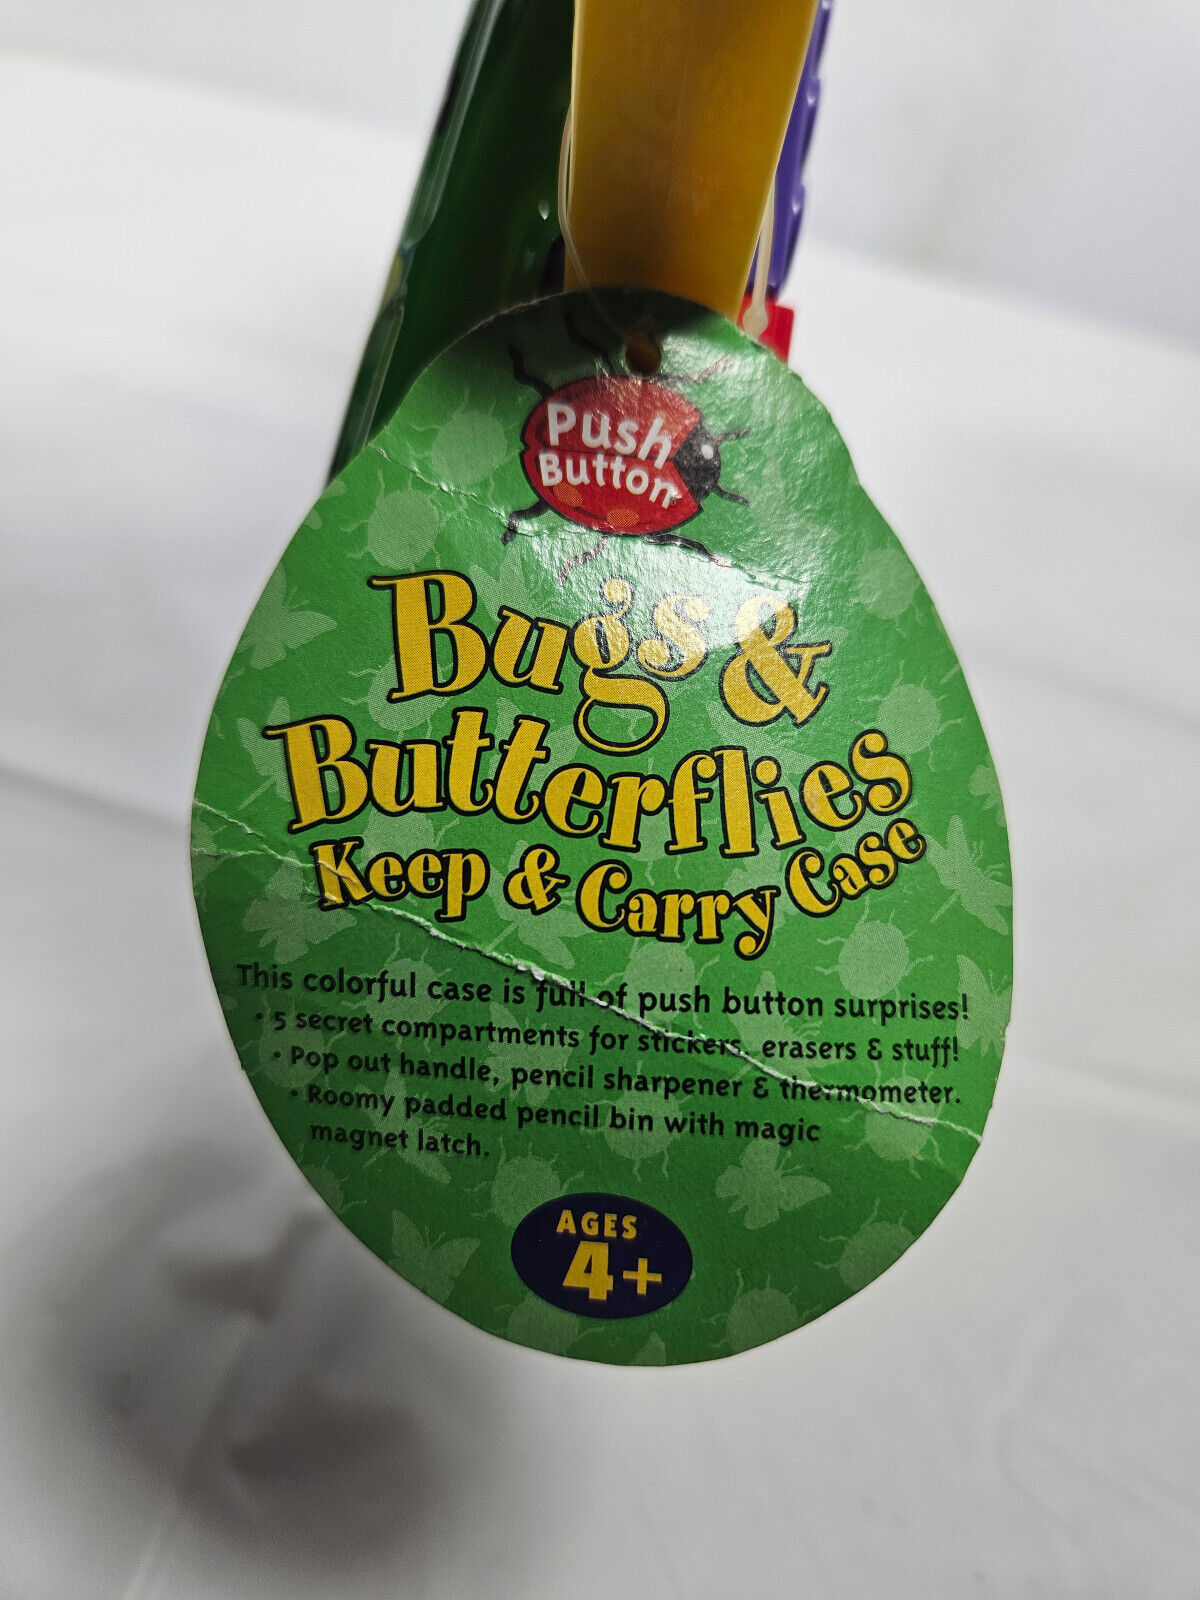 Push
Button
Bugs &
Butterflies
Keep & Carry Case
This colorful case is full of push button surprises!
• 5 secret compartments for stickers, erasers & stuff!
• Pop out handle, pencil sharpener & thermometer.
• Roomy padded pencil bin with magic
magnet latch.
AGES
4+